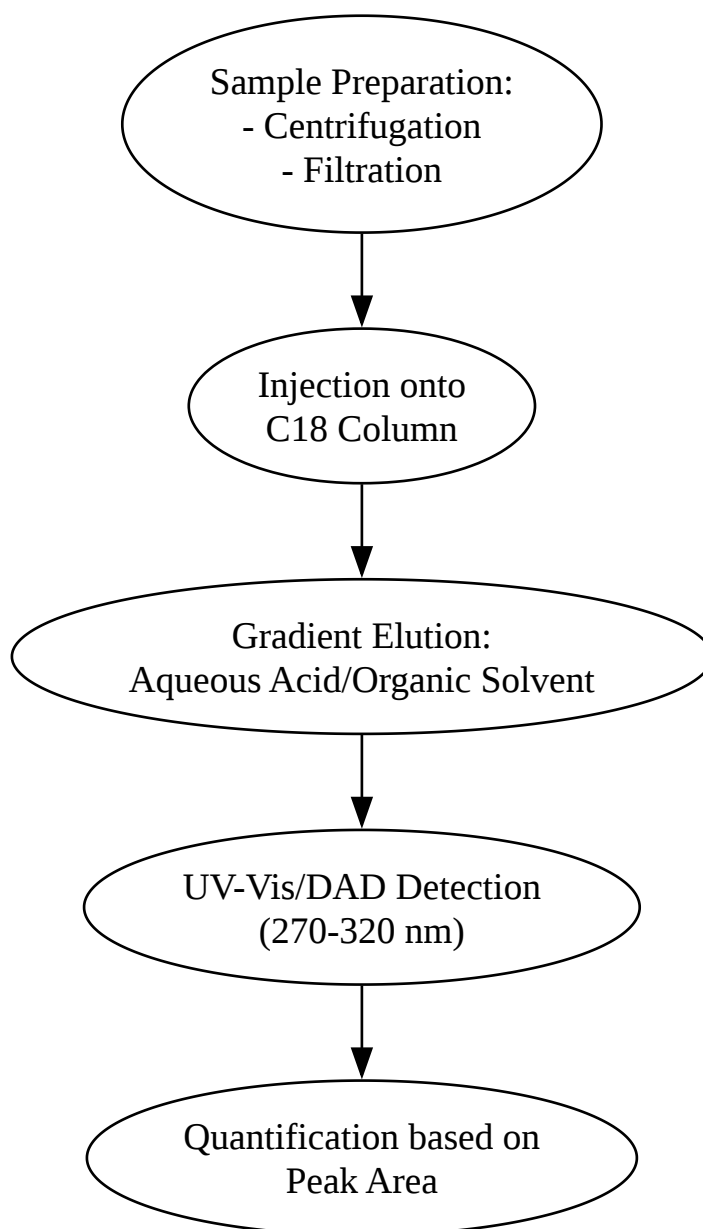 Sample Preparation:
- Centrifugation
- Filtration
Injection onto
C18 Column
Gradient Elution:
Aqueous Acid/Organic Solvent
UV-Vis/DAD Detection
(270-320 nm)
Quantification based on
Peak Area